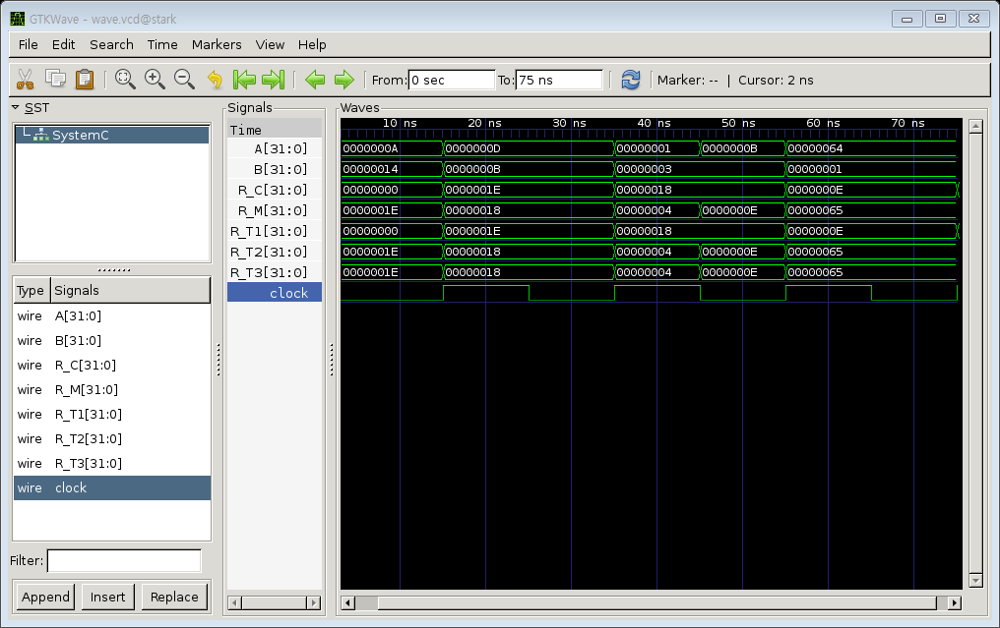 GTKWave - wave.vcd@stark
File Edit Search Time Markers View Help
From: 0 sec To: 75 ns Marker: -- | Cursor: 2 ns
SST
SystemC
Type Signals
wire A[31:0]
wire B[31:0]
wire R_C[31:0]
wire R_M[31:0]
wire R_T1[31:0]
wire R_T2[31:0]
wire R_T3[31:0]
wire clock
Filter:
Append Insert Replace
Signals
Time
A[31:0]
B[31:0]
R_C[31:0]
R_M[31:0]
R_T1[31:0]
R_T2[31:0]
R_T3[31:0]
clock
Waves
10 ns 20 ns 30 ns 40 ns 50 ns 60 ns 70 ns
0000000A 0000000D 00000001 0000000B 00000064
00000014 0000000B 00000003 00000001
00000000 0000001E 00000018 0000000E
0000001E 00000018 00000004 0000000E 00000065
00000000 0000001E 00000018 0000000E
0000001E 00000018 00000004 0000000E 00000065
0000001E 00000018 00000004 0000000E 00000065